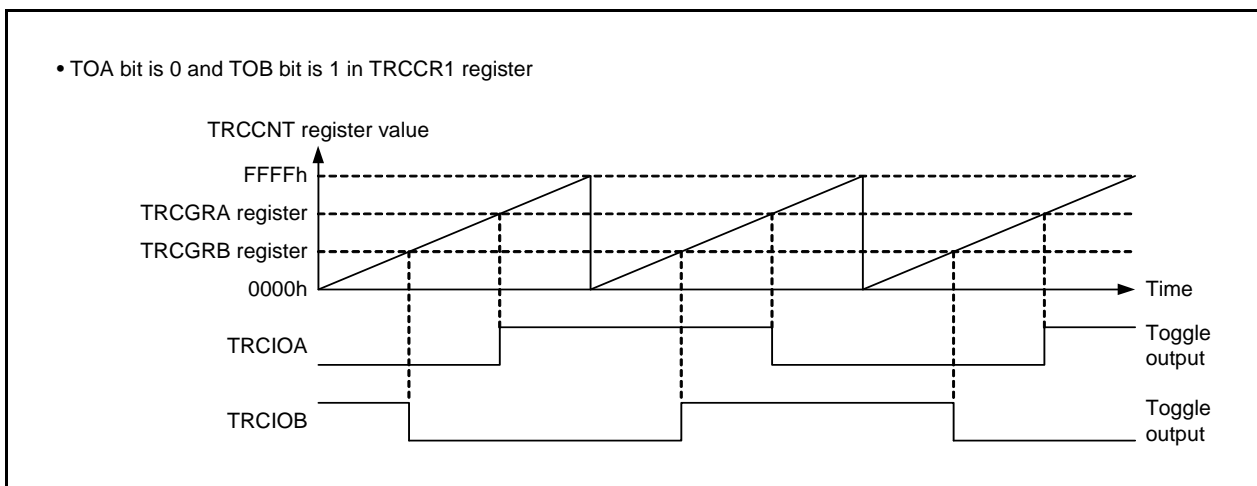 • TOA bit is 0 and TOB bit is 1 in TRCCR1 register
TRCCNT register value
FFFFh
TRCGRA register
TRCGRB register
0000h
Time
TRCIOA
Toggle
output
TRCIOB
Toggle
output